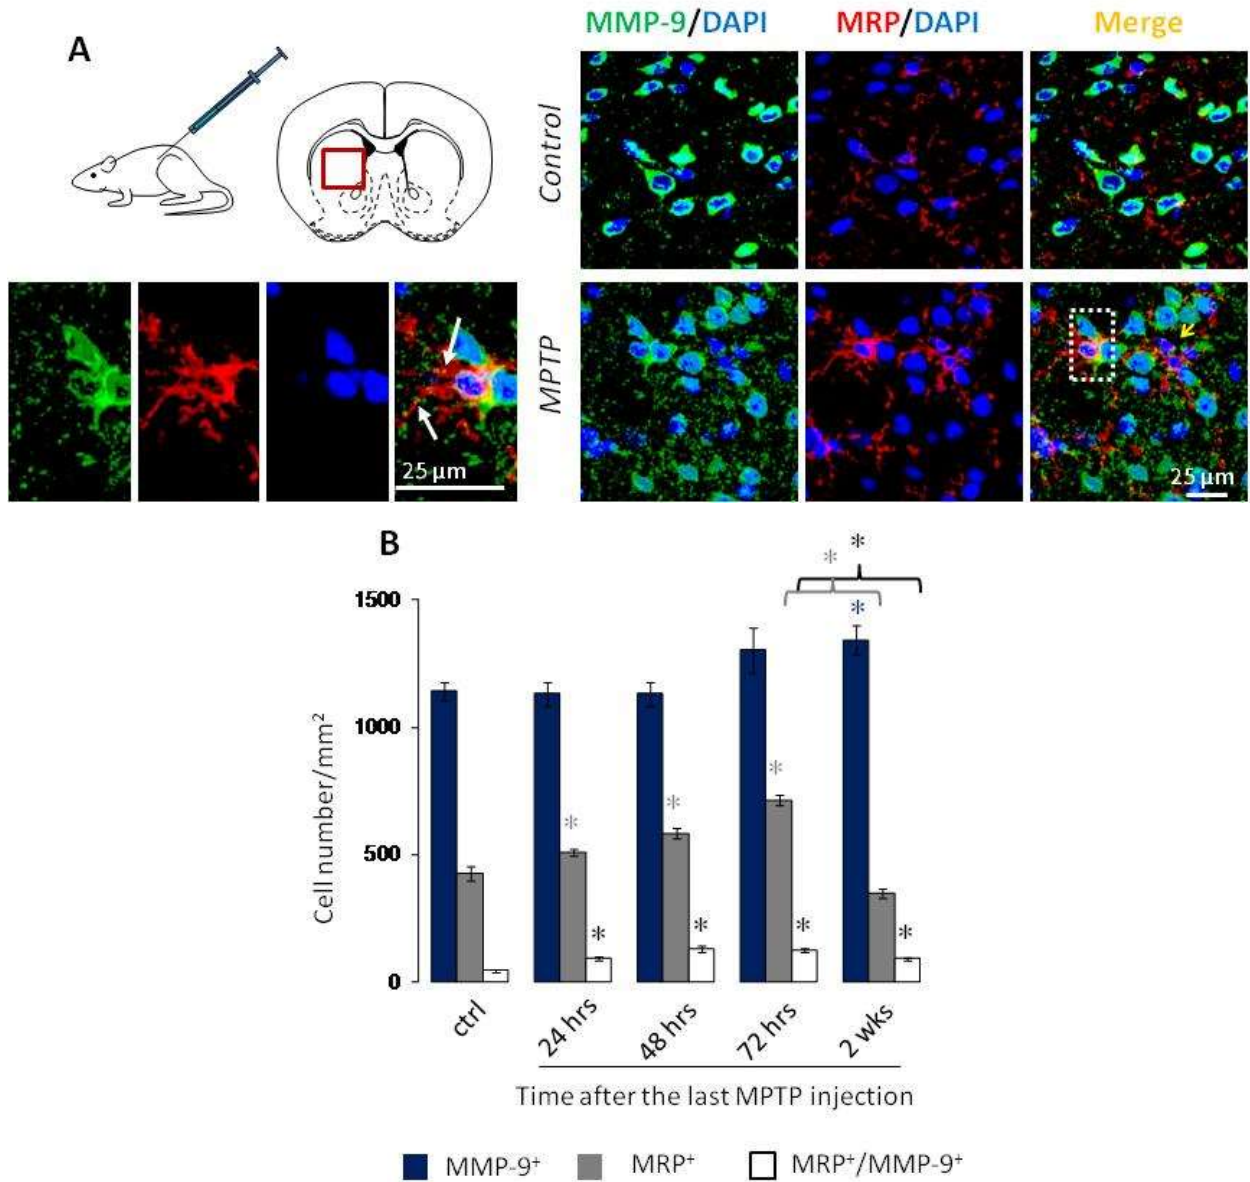 A
MMP-9/DAPI
MRP/DAPI
Merge
Control
MPTP
25 µm
25 µm
B
*
*
1500
1000
500
0
Cell number/mm²
*
*
*
*
*
*
*
*
ctrl
24 hrs
48 hrs
72 hrs
2 wks
Time after the last MPTP injection
MMP-9⁺
MRP⁺
MRP⁺/MMP-9⁺